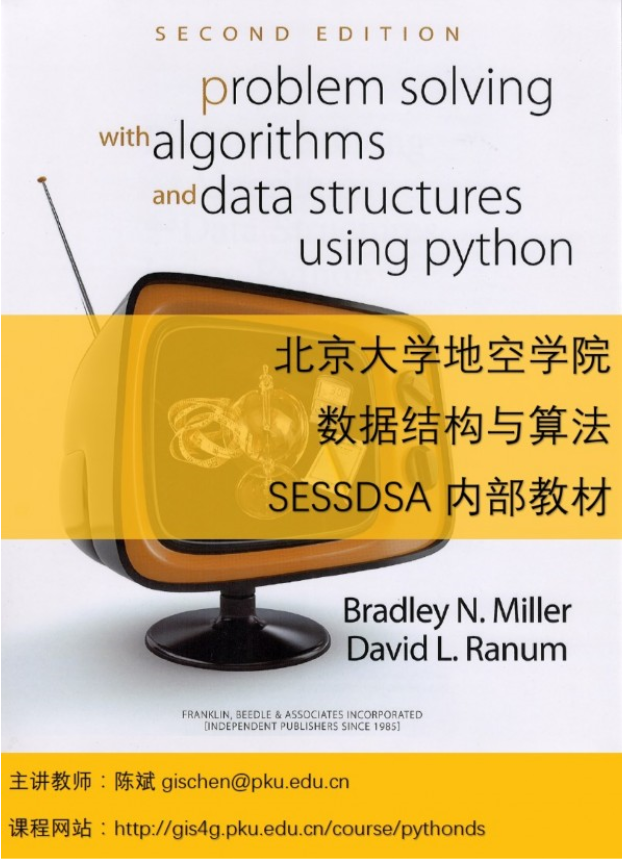 SECOND EDITION
problem solving
with algorithms
and data structures
using python
北京大学地空学院
数据结构与算法
SESSDSA 内部教材
Bradley N. Miller
David L. Ranum
FRANKLIN, BEEDLE & ASSOCIATES INCORPORATED
[INDEPENDENT PUBLISHERS SINCE 1985]
主讲教师：陈斌 gischen@pku.edu.cn
课程网站：http://gis4g.pku.edu.cn/course/pythonds